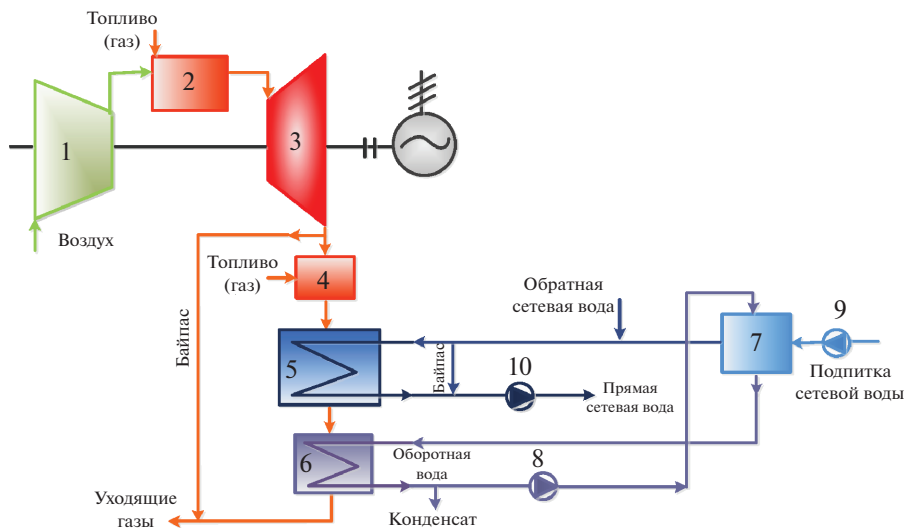 Топливо
(газ)
2
1
3
Воздух
Топливо
(газ)
4
Обратная
сетевая вода
9
7
Байпас
5
Байпас
10
Подпитка
сетевой воды
Прямая
сетевая вода
6
Оборотная
вода
8
Уходящие
газы
Конденсат